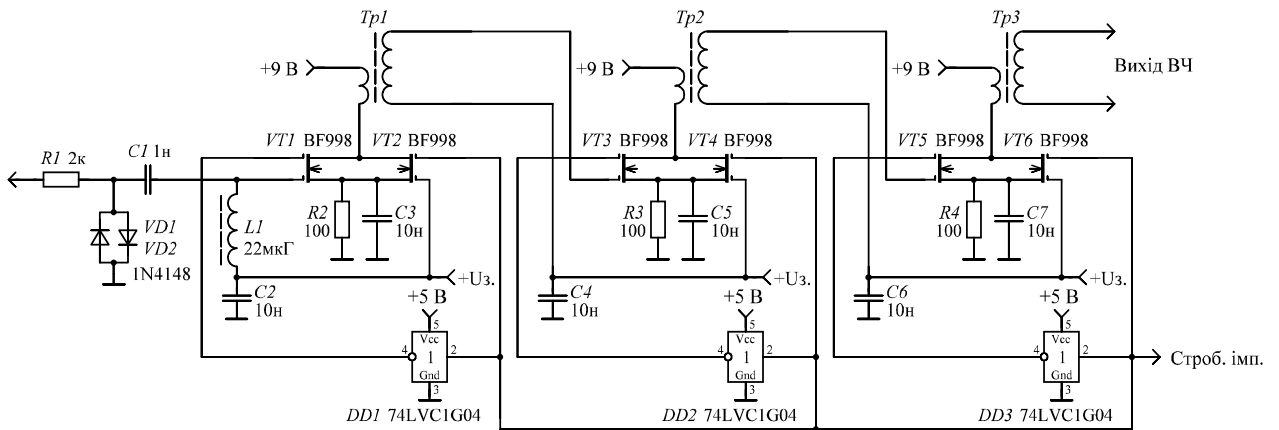 Тр1 Тр2 Тр3
+9 В +9 В +9 В Вихід ВЧ
R1 2к C1 1н VT1 BF998 VT2 BF998 VT3 BF998 VT4 BF998 VT5 BF998 VT6 BF998
VD1
VD2
1N4148
L1
22мкГ
R2
100
C3
10н
R3
100
C5
10н
R4
100
C7
10н
C2
10н
+Uз.
C4
10н
+Uз.
C6
10н
+Uз.
+5 В +5 В +5 В
5
Vcc
4 1 2
Gnd
3
5
Vcc
4 1 2
Gnd
3
5
Vcc
4 1 2
Gnd
3
Строб. імп.
DD1 74LVC1G04 DD2 74LVC1G04 DD3 74LVC1G04